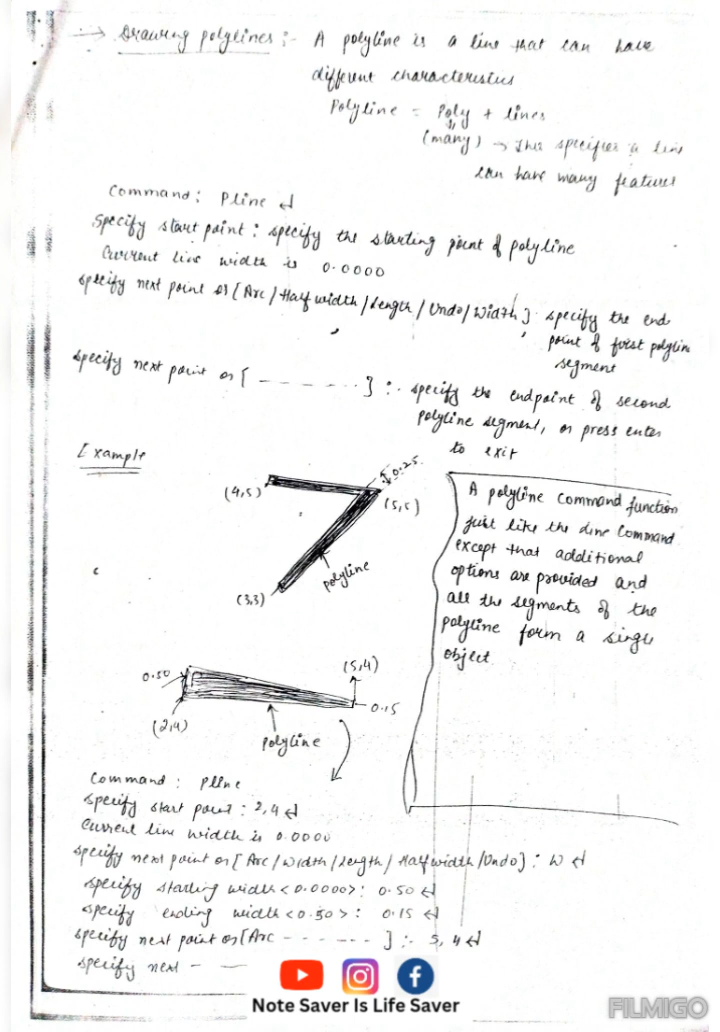 → Drawing polylines :- A polyline is a line that can have
different characteristics
Polyline = Poly + lines
(many) → This specifies a line
can have many features
Command : Pline ↵
Specify start point : specify the starting point of polyline
Current line width is 0.0000
specify next point or [Arc / Half width / Length / Undo / Width] specify the end
point of first polyline
segment
specify next point or [ - - - - - - - ] :- specify the endpoint of second
polyline segment, or press enter
to exit
Example
0.25
(4,5)
(5,5)
polyline
(3,3)
A polyline command function
just like the line command
except that additional
options are provided and
all the segments of the
polyline form a single
object
0.50
(5,4)
0.15
(2,4)
polyline
Command : Pline
specify start point : 2,4 ↵
Current line width is 0.0000
specify next point or [Arc / Width / Length / Half width / Undo] : W ↵
specify starting width <0.0000> : 0.50 ↵
specify ending width <0.50> : 0.15 ↵
specify next point or [Arc - - - - - - ] :- 5, 4 ↵
specify next - - -
Note Saver Is Life Saver
FILMIGO